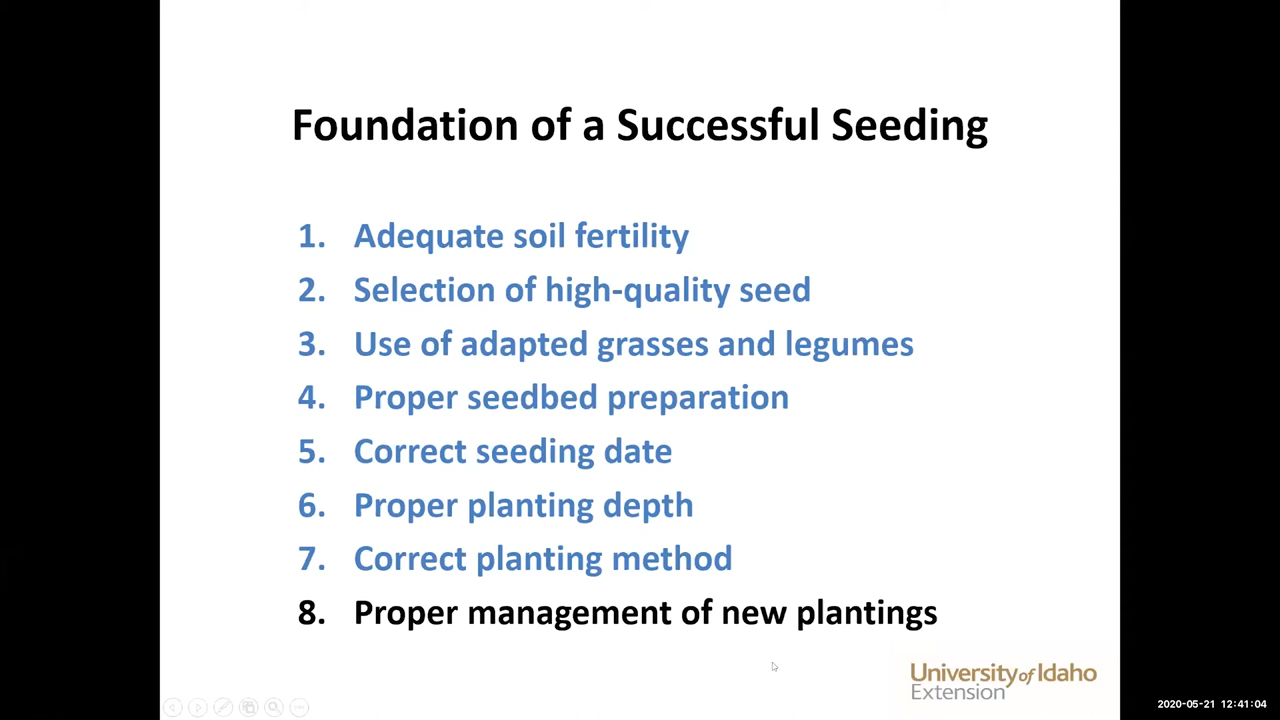 Foundation of a Successful Seeding
1. Adequate soil fertility
2. Selection of high-quality seed
3. Use of adapted grasses and legumes
4. Proper seedbed preparation
5. Correct seeding date
6. Proper planting depth
7. Correct planting method
8. Proper management of new plantings
University of Idaho
Extension
2020-05-21 12:41:04